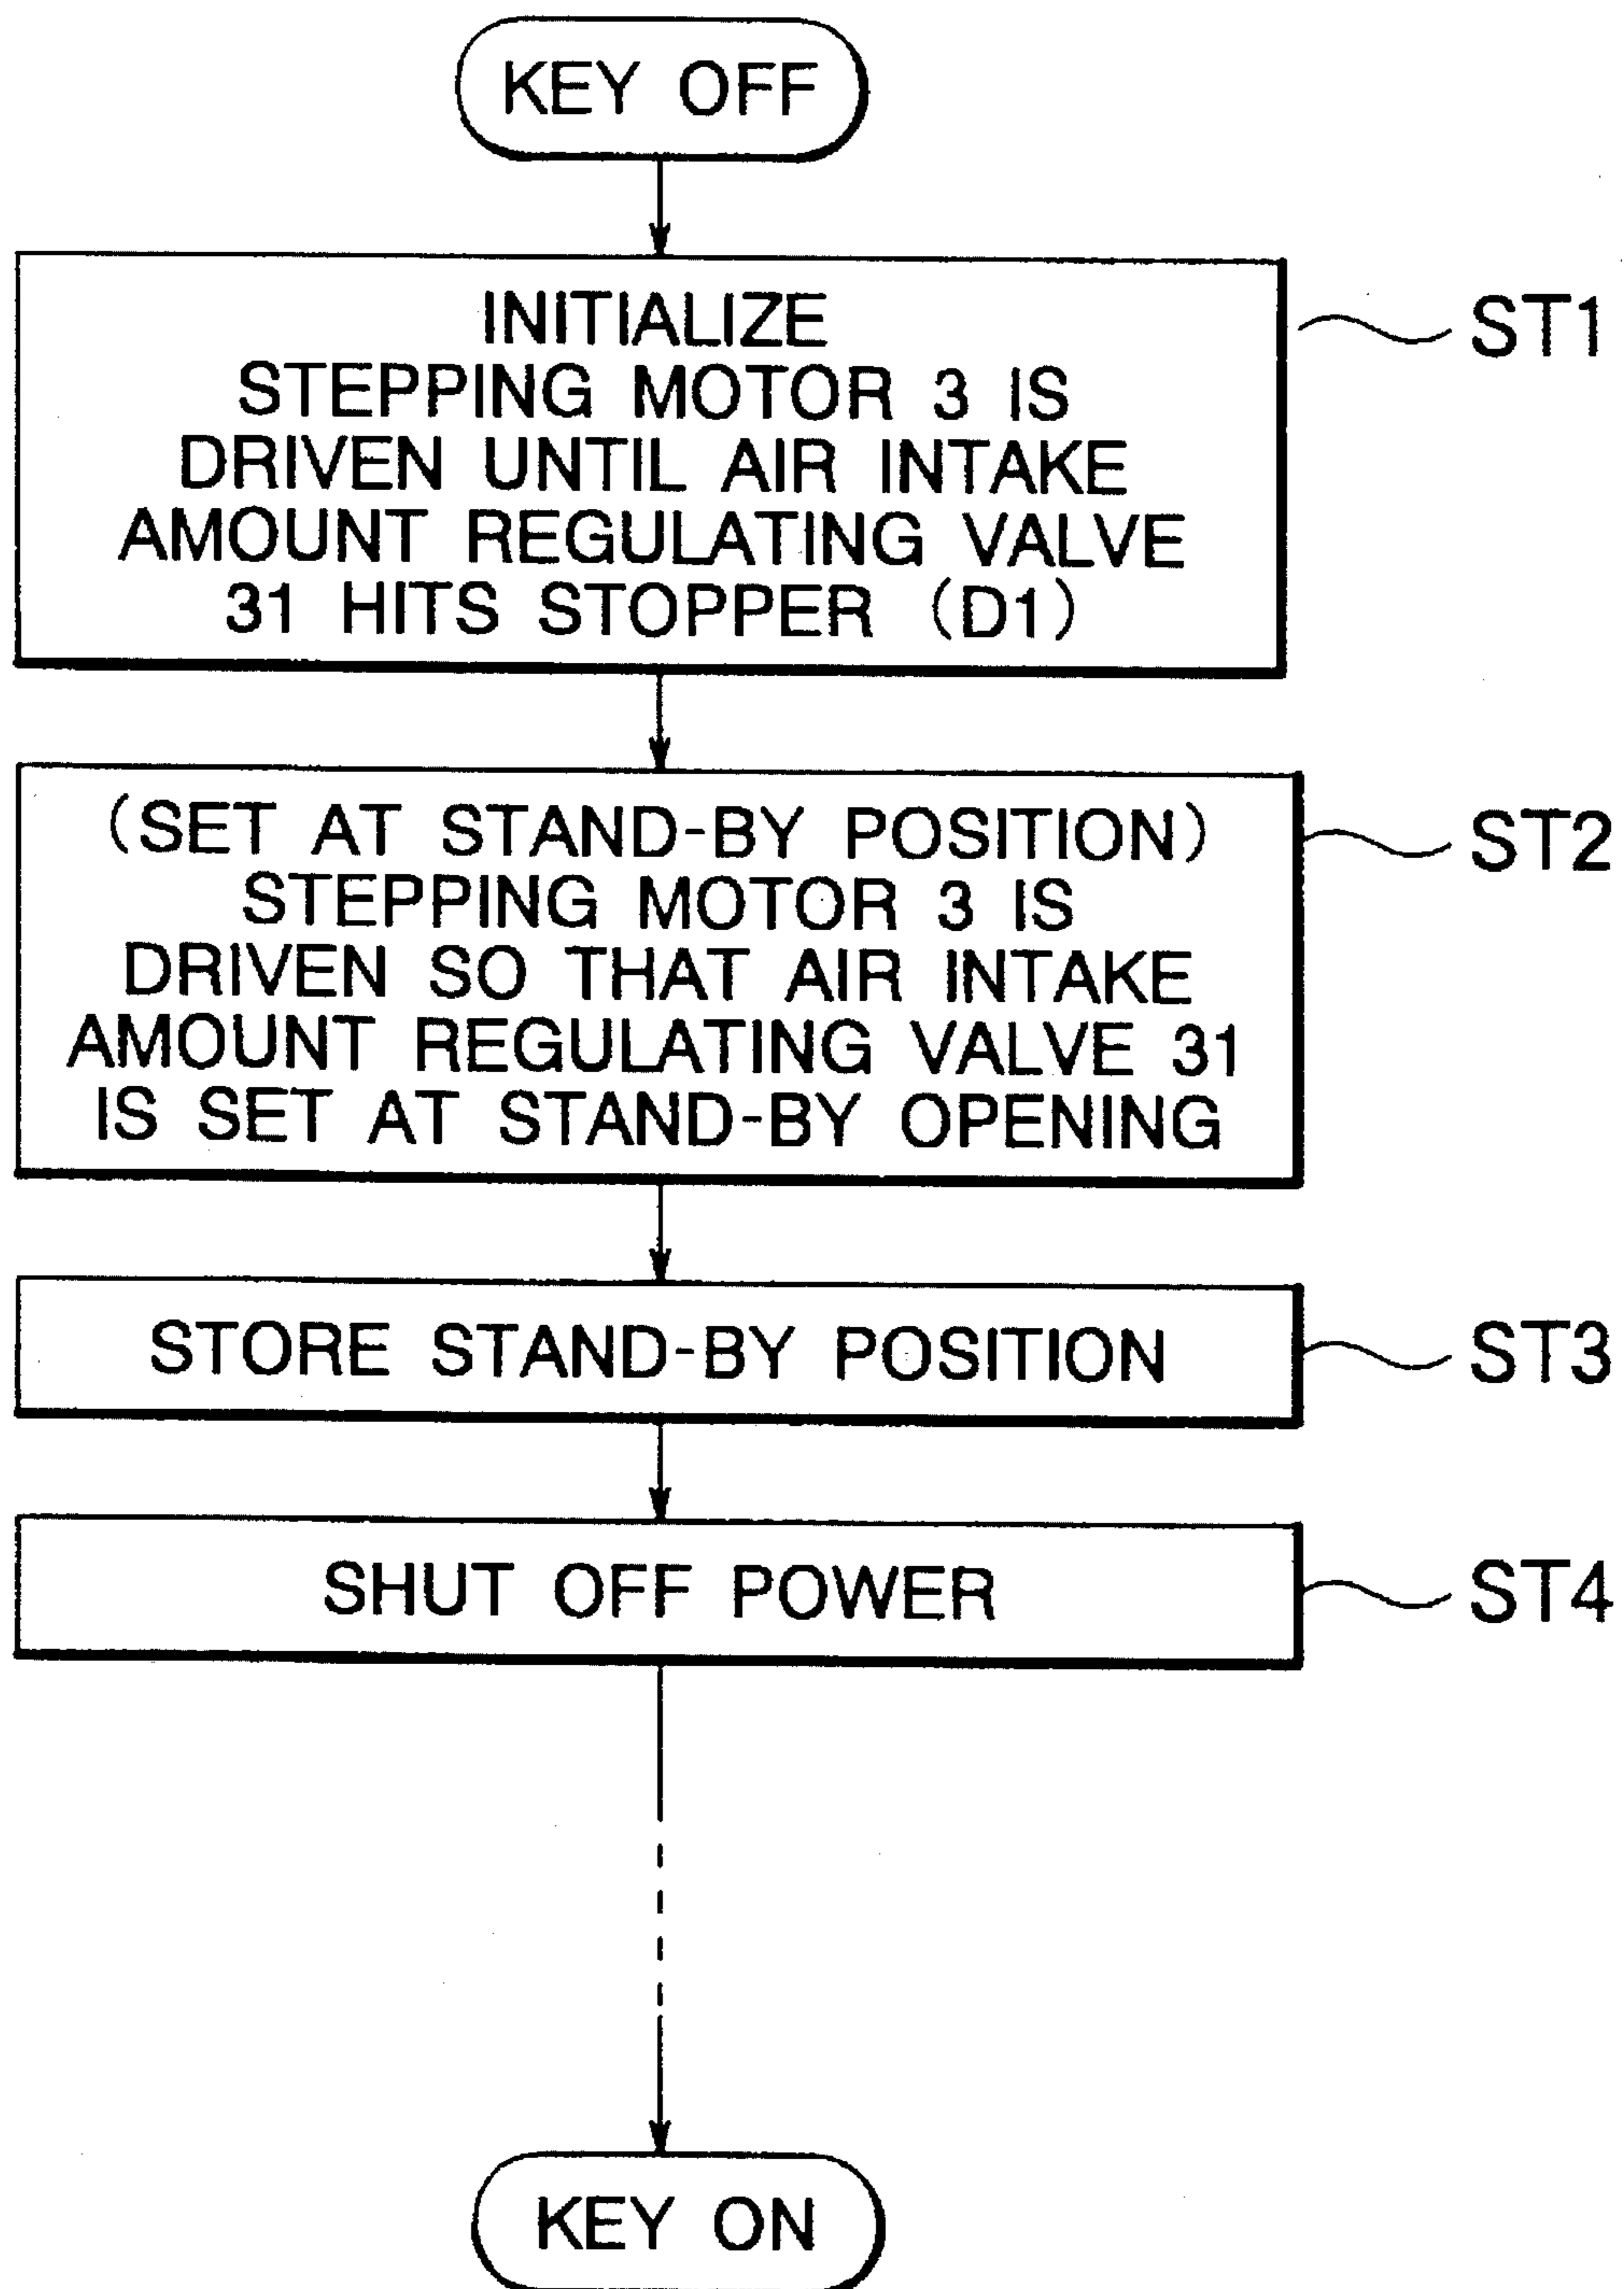 KEY OFF
INITIALIZE
STEPPING MOTOR 3 IS
DRIVEN UNTIL AIR INTAKE
AMOUNT REGULATING VALVE
31 HITS STOPPER (D1)
ST1
(SET AT STAND-BY POSITION)
STEPPING MOTOR 3 IS
DRIVEN SO THAT AIR INTAKE
AMOUNT REGULATING VALVE 31
IS SET AT STAND-BY OPENING
ST2
STORE STAND-BY POSITION
ST3
SHUT OFF POWER
ST4
KEY ON